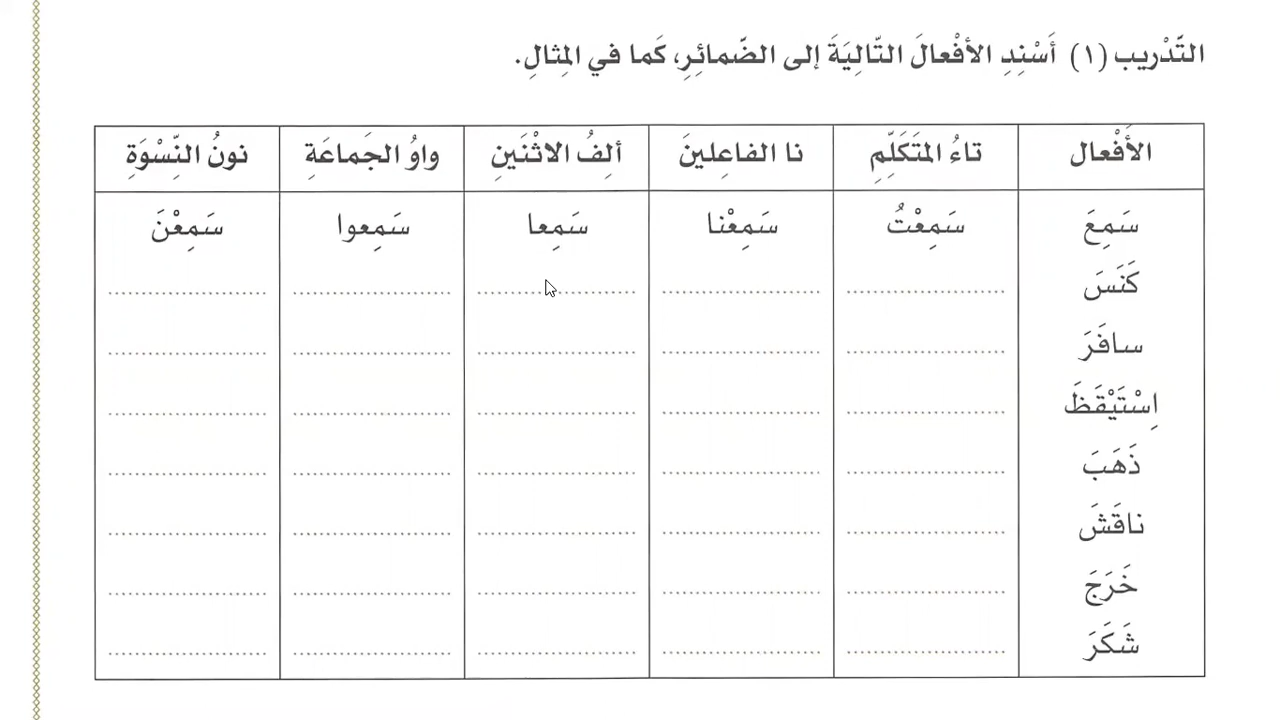 التَّدْريب (١) أَسْنِدِ الأفْعالَ التّالِيَةَ إلى الضَّمائِرِ، كَما في المِثالِ.
الأَفْعال تاءُ المَتَكَلِّمِ نا الفاعِلينَ ألِفُ الاثْنَينِ واوُ الجَماعَةِ نونُ النِّسْوَةِ
سَمِعَ سَمِعْتُ سَمِعْنا سَمِعا سَمِعوا سَمِعْنَ
كَنَسَ
سافَرَ
اِسْتَيْقَظَ
ذَهَبَ
ناقَشَ
خَرَجَ
شَكَرَ